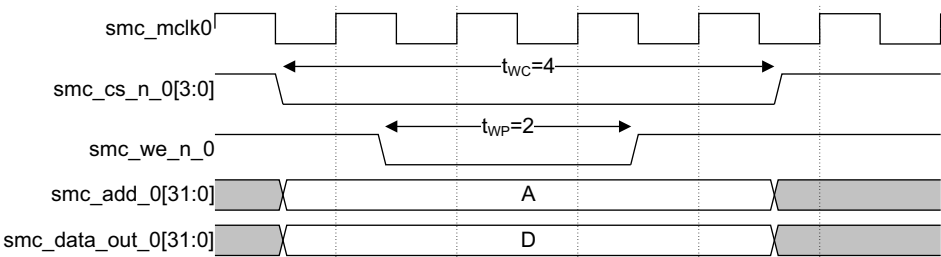 smc_mclk0
t_WC=4
smc_cs_n_0[3:0]
t_WP=2
smc_we_n_0
smc_add_0[31:0] A
smc_data_out_0[31:0] D